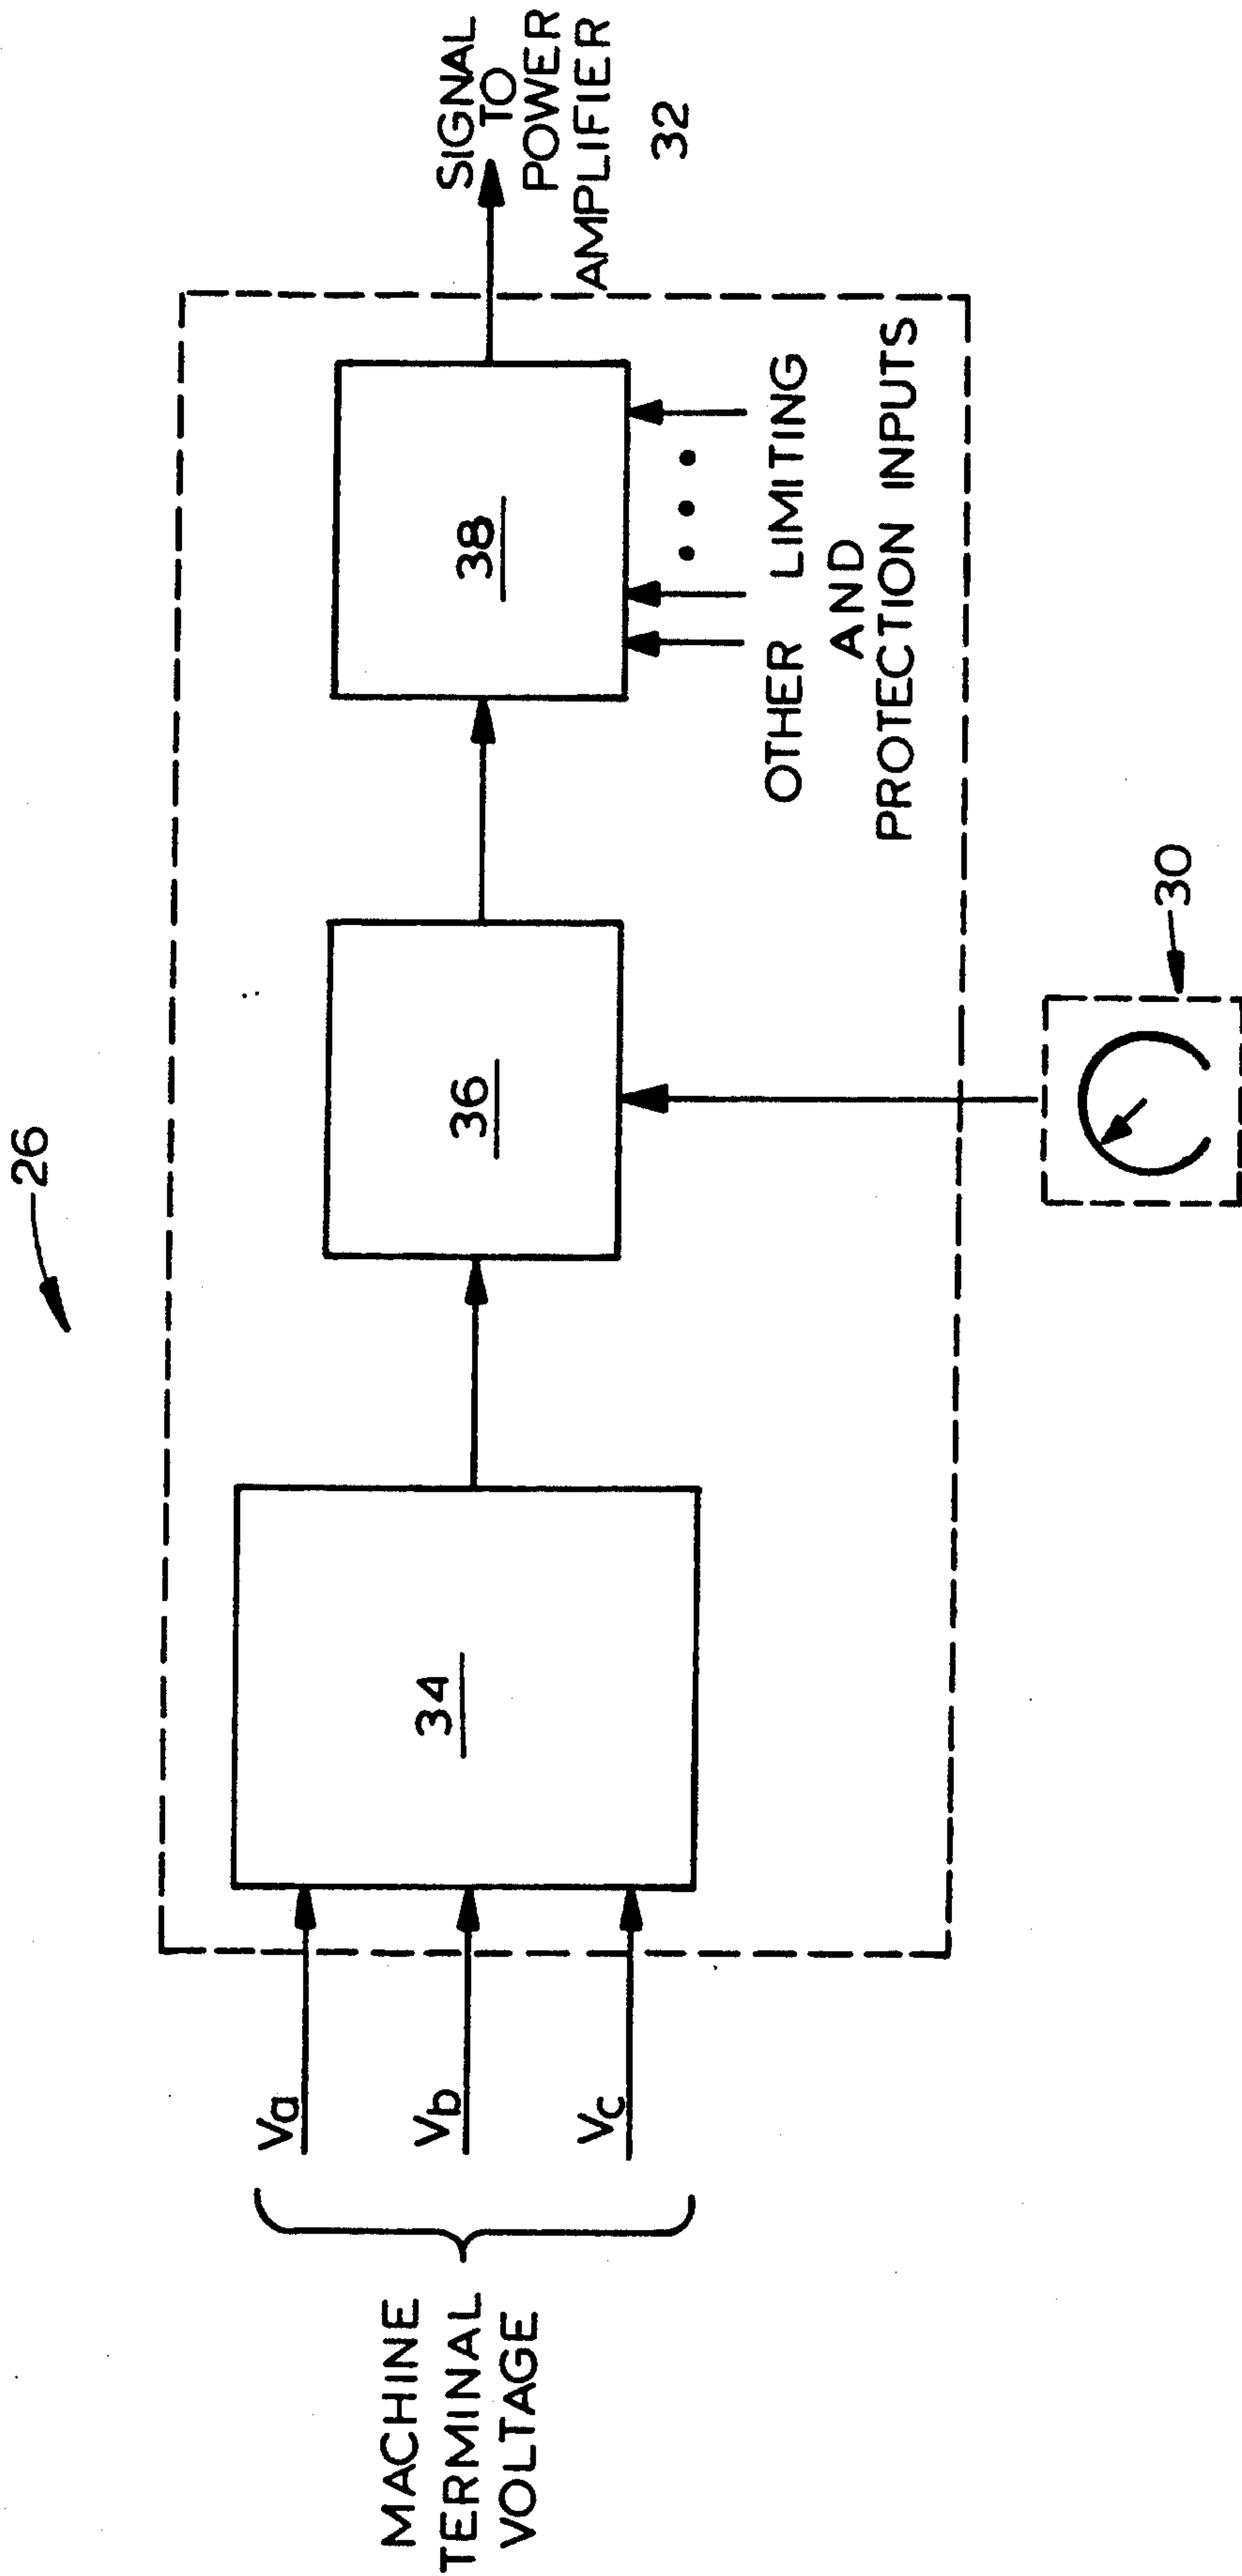 26
MACHINE
TERMINAL
VOLTAGE
Va
Vb
Vc
34
36
38
OTHER LIMITING
AND
PROTECTION INPUTS
SIGNAL
TO
POWER
AMPLIFIER
32
30